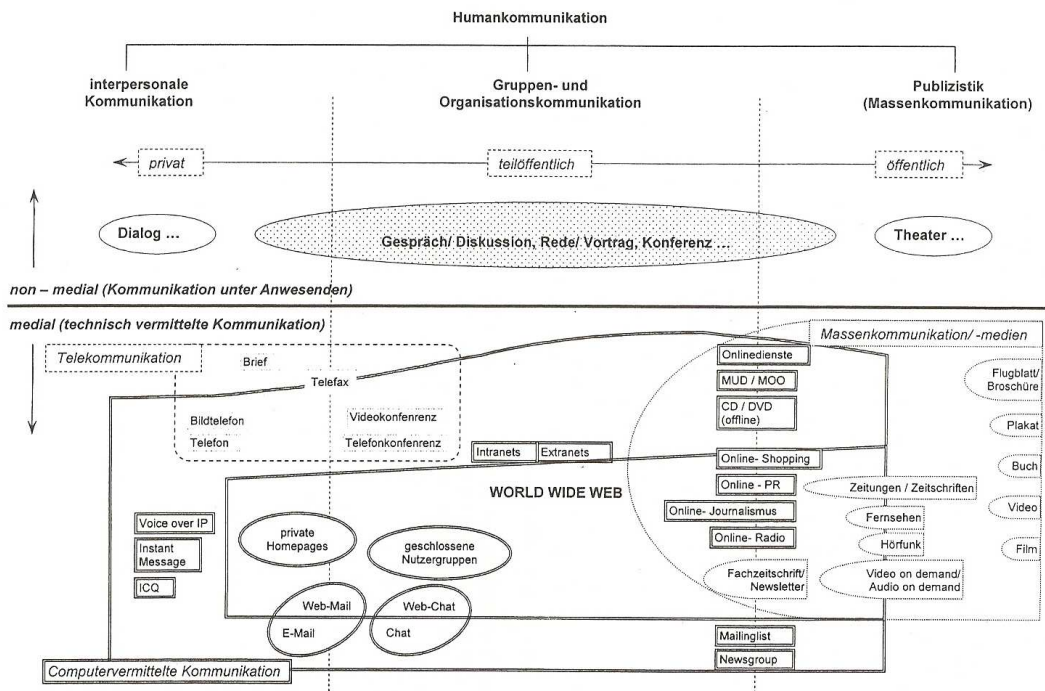 Humankommunikation
interpersonale
Kommunikation
Gruppen- und
Organisationskommunikation
Publizistik
(Massenkommunikation)
privat
teilöffentlich
öffentlich
Dialog ...
Gespräch/ Diskussion, Rede/ Vortrag, Konferenz ...
Theater ...
non – medial (Kommunikation unter Anwesenden)
medial (technisch vermittelte Kommunikation)
Telekommunikation
Brief
Telefax
Bildtelefon
Telefon
Videokonfenrenz
Telefonkonfenrenz
Massenkommunikation/ -medien
Onlinedienste
MUD / MOO
CD / DVD
(offline)
Flugblatt/
Broschüre
Plakat
Buch
Video
Film
Intranets
Extranets
Online- Shopping
WORLD WIDE WEB
Online - PR
Zeitungen / Zeitschriften
Online- Journalismus
Fernsehen
Online- Radio
Hörfunk
Voice over IP
Instant
Message
ICQ
private
Homepages
geschlossene
Nutzergruppen
Fachzeitschrift/
Newsletter
Video on demand/
Audio on demand
Web-Mail
E-Mail
Web-Chat
Chat
Mailinglist
Newsgroup
Computervermittelte Kommunikation